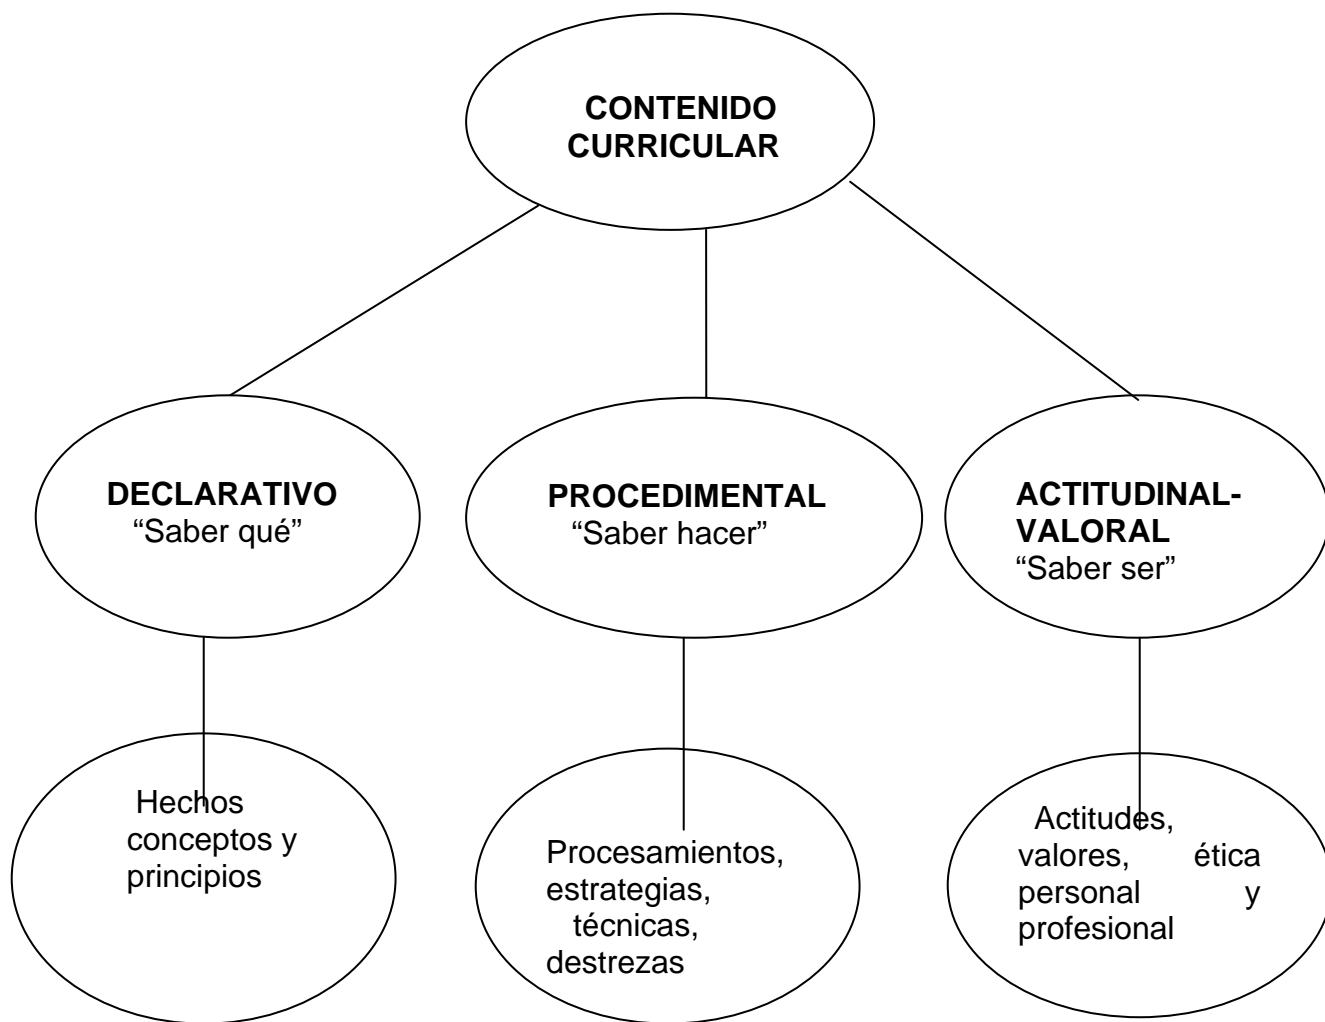 CONTENIDO
CURRICULAR
DECLARATIVO
“Saber qué”
PROCEDIMENTAL
“Saber hacer”
ACTITUDINAL-
VALORAL
“Saber ser”
Hechos
conceptos y
principios
Procesamientos,
estrategias,
técnicas,
destrezas
Actitudes,
valores, ética
personal y
profesional